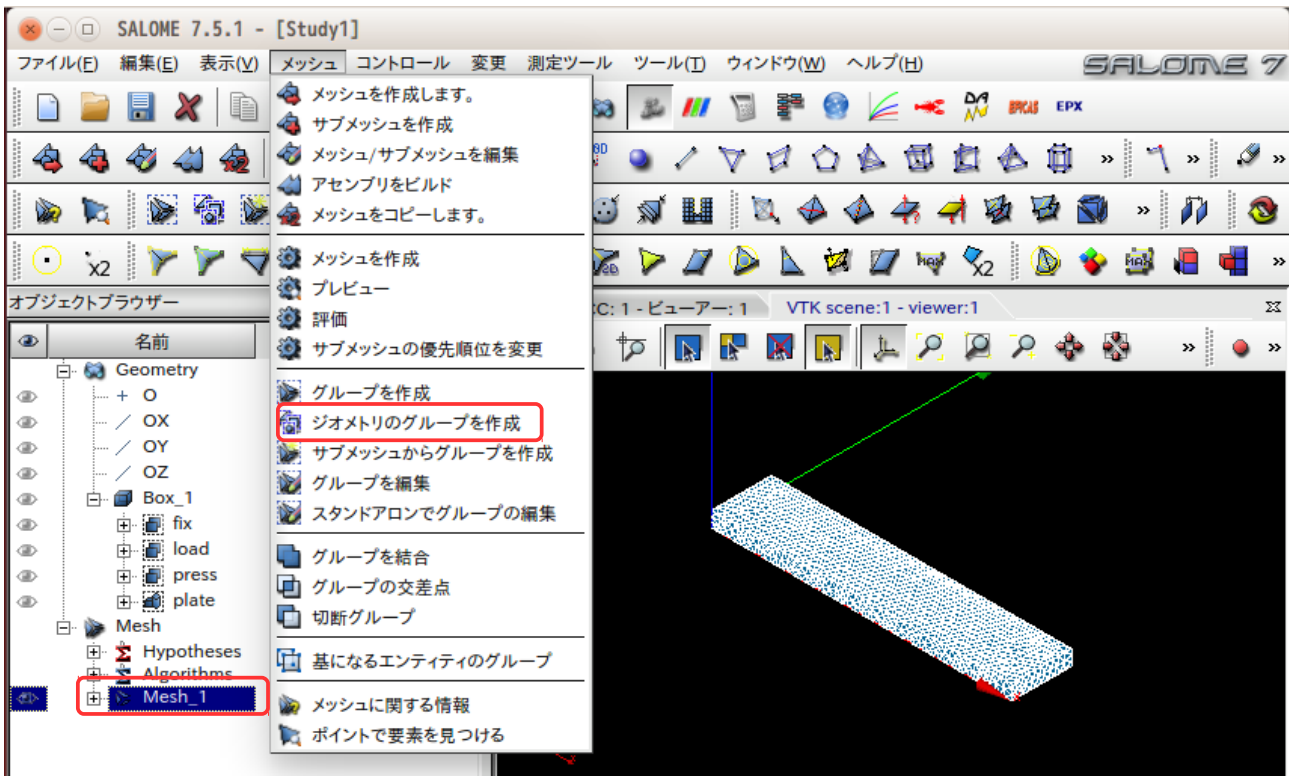 SALOME 7.5.1 - [Study1]
ファイル(F) 編集(E) 表示(V) メッシュ コントロール 変更 測定ツール ツール(T) ウィンドウ(W) ヘルプ(H) SALOME 7
EPX
x2
2D
MAX
x2
MAX
メッシュを作成します。
サブメッシュを作成
メッシュ/サブメッシュを編集
アセンブリをビルド
メッシュをコピーします。
メッシュを作成
プレビュー
評価
サブメッシュの優先順位を変更
グループを作成
ジオメトリのグループを作成
サブメッシュからグループを作成
グループを編集
スタンドアロンでグループの編集
グループを結合
グループの交差点
切断グループ
基になるエンティティのグループ
メッシュに関する情報
ポイントで要素を見つける
オブジェクトブラウザー
CC: 1 - ビューアー: 1 VTK scene:1 - viewer:1
名前
Geometry
O
OX
OY
OZ
Box_1
fix
load
press
plate
Mesh
Hypotheses
Algorithms
Mesh_1